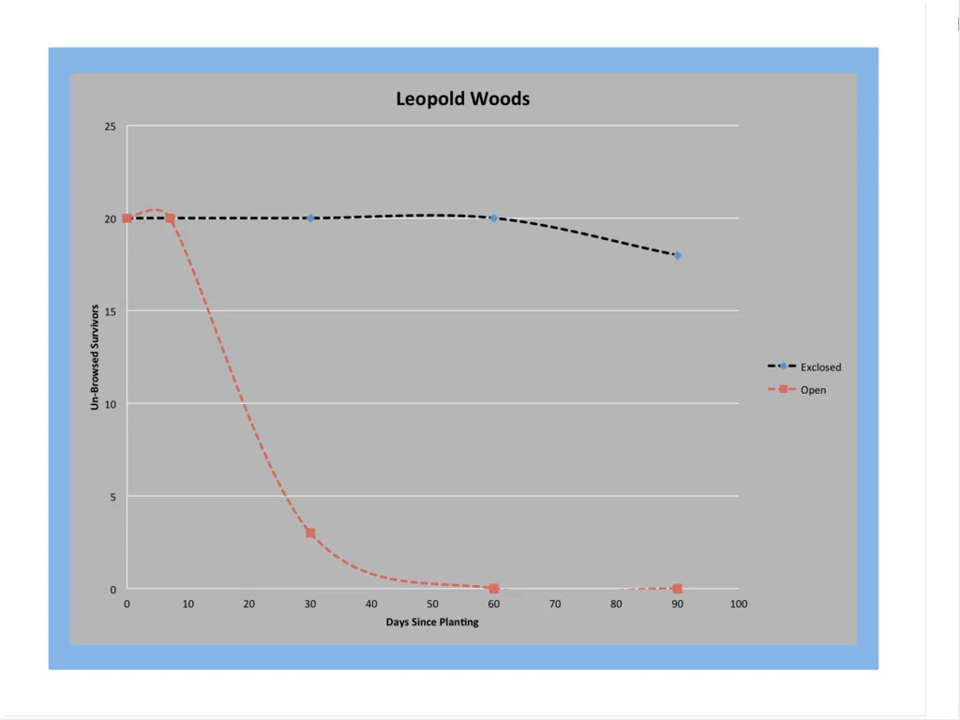 Leopold Woods
25
20
15
10
5
0
Un-Browsed Survivors
0 10 20 30 40 50 60 70 80 90 100
Days Since Planting
Exclosed
Open